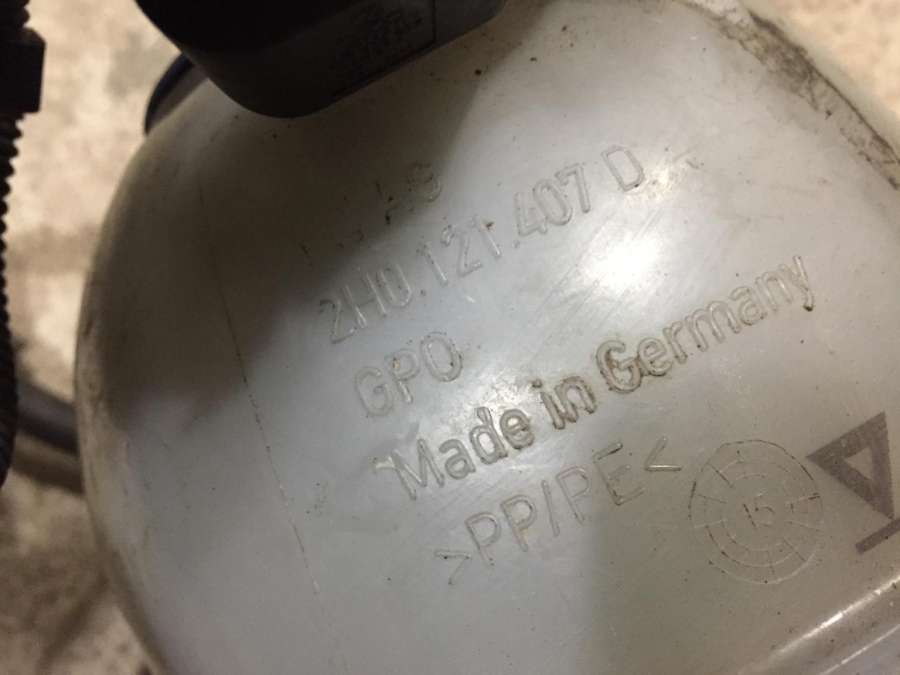 2H0.121.407 D
GPO
Made in Germany
>PP/PE<
15